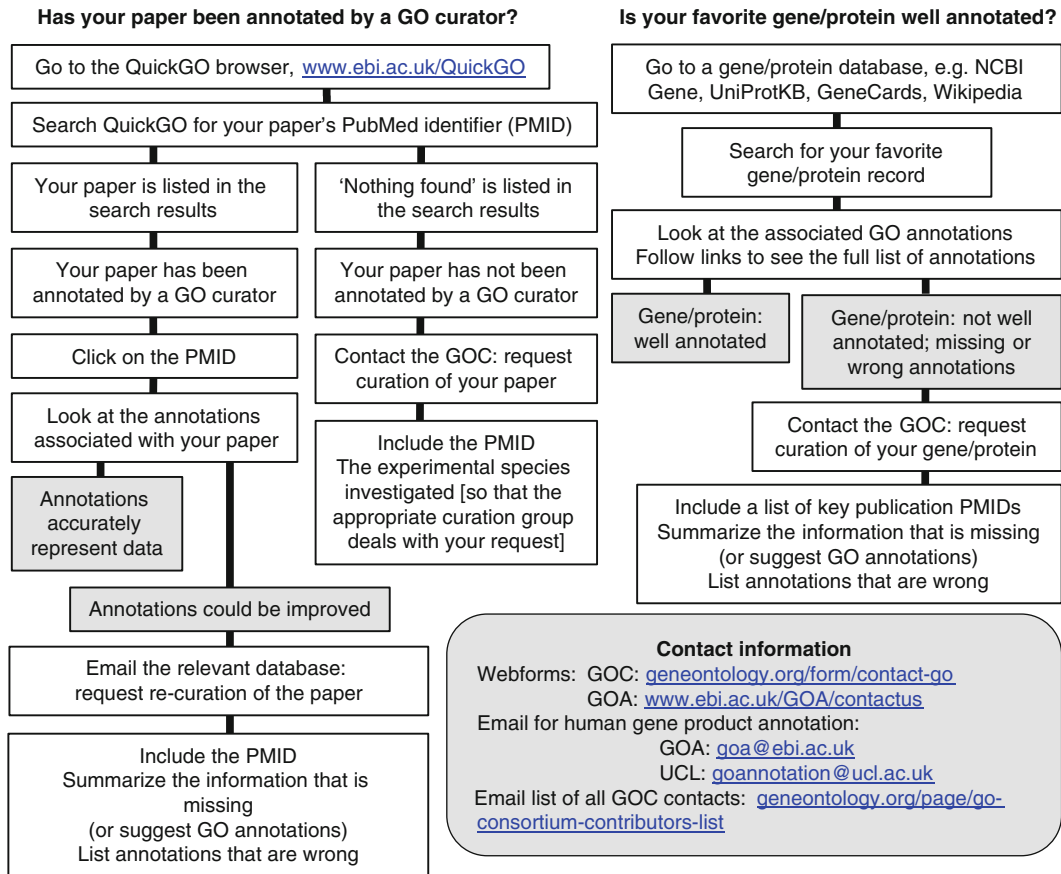 Has your paper been annotated by a GO curator?
Go to the QuickGO browser, www.ebi.ac.uk/QuickGO
Search QuickGO for your paper's PubMed identifier (PMID)
Your paper is listed in the
search results
Your paper has been
annotated by a GO curator
Click on the PMID
Look at the annotations
associated with your paper
Annotations
accurately
represent data
Annotations could be improved
Email the relevant database:
request re-curation of the paper
Include the PMID
Summarize the information that is
missing
(or suggest GO annotations)
List annotations that are wrong
'Nothing found' is listed in
the search results
Your paper has not been
annotated by a GO curator
Contact the GOC: request
curation of your paper
Include the PMID
The experimental species
investigated [so that the
appropriate curation group
deals with your request]
Is your favorite gene/protein well annotated?
Go to a gene/protein database, e.g. NCBI
Gene, UniProtKB, GeneCards, Wikipedia
Search for your favorite
gene/protein record
Look at the associated GO annotations
Follow links to see the full list of annotations
Gene/protein:
well annotated
Gene/protein: not well
annotated; missing or
wrong annotations
Contact the GOC: request
curation of your gene/protein
Include a list of key publication PMIDs
Summarize the information that is missing
(or suggest GO annotations)
List annotations that are wrong
Contact information
Webforms: GOC: geneontology.org/form/contact-go
GOA: www.ebi.ac.uk/GOA/contactus
Email for human gene product annotation:
GOA: goa@ebi.ac.uk
UCL: goannotation@ucl.ac.uk
Email list of all GOC contacts: geneontology.org/page/go-
consortium-contributors-list